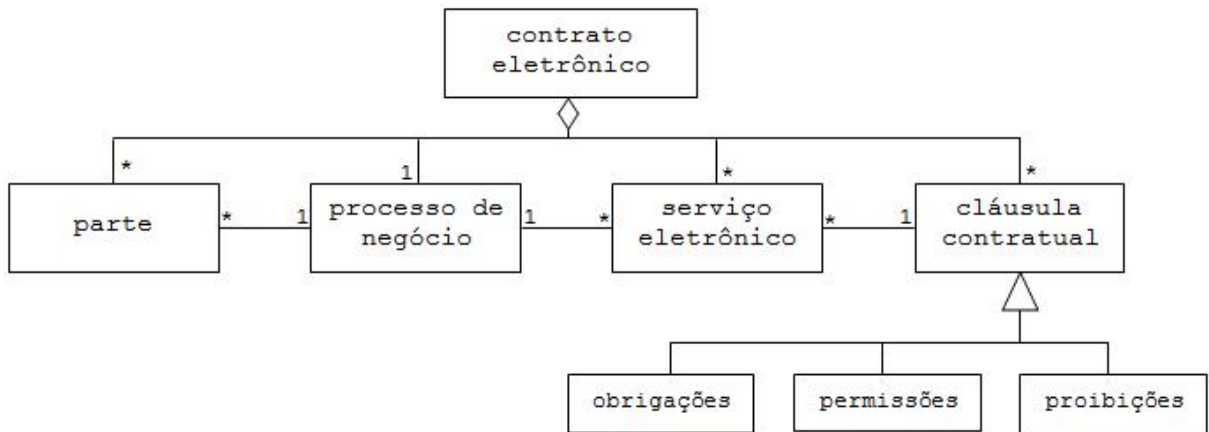 contrato
eletrônico
*
1
*
*
parte
*
1
processo de
negócio
1
*
serviço
eletrônico
*
1
cláusula
contratual
obrigações
permissões
proibições